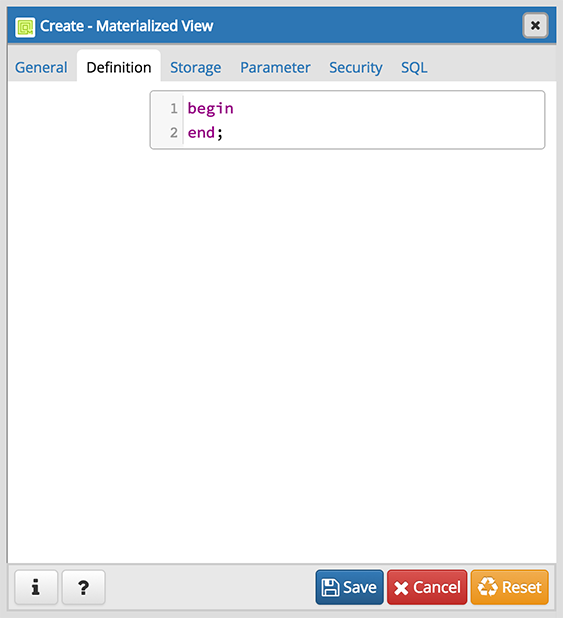 Create - Materialized View
General Definition Storage Parameter Security SQL
1 begin
2 end;
i ? Save Cancel Reset